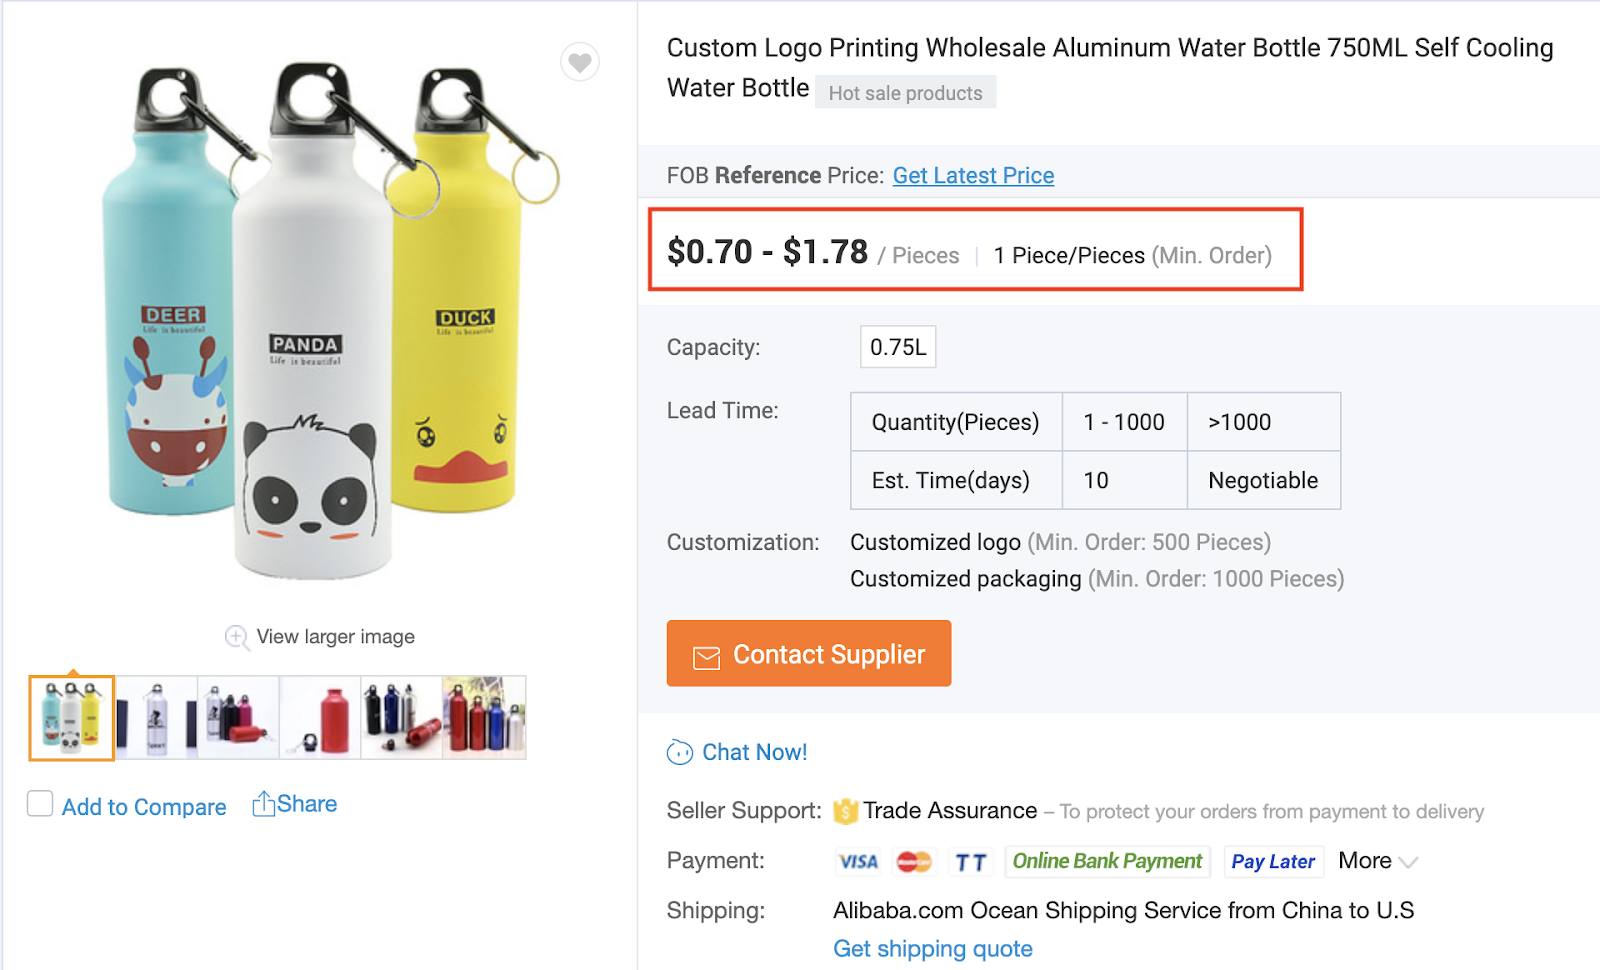 DEER
Life is beautiful
PANDA
Life is beautiful
DUCK
Life is beautiful
View larger image
Add to Compare
Share
Custom Logo Printing Wholesale Aluminum Water Bottle 750ML Self Cooling
Water Bottle Hot sale products
FOB Reference Price: Get Latest Price
$0.70 - $1.78 / Pieces | 1 Piece/Pieces (Min. Order)
Capacity: 0.75L
Lead Time: Quantity(Pieces) 1 - 1000 >1000
Est. Time(days) 10 Negotiable
Customization: Customized logo (Min. Order: 500 Pieces)
Customized packaging (Min. Order: 1000 Pieces)
Contact Supplier
Chat Now!
Seller Support: $ Trade Assurance – To protect your orders from payment to delivery
Payment: VISA MasterCard TT Online Bank Payment Pay Later More
Shipping: Alibaba.com Ocean Shipping Service from China to U.S
Get shipping quote